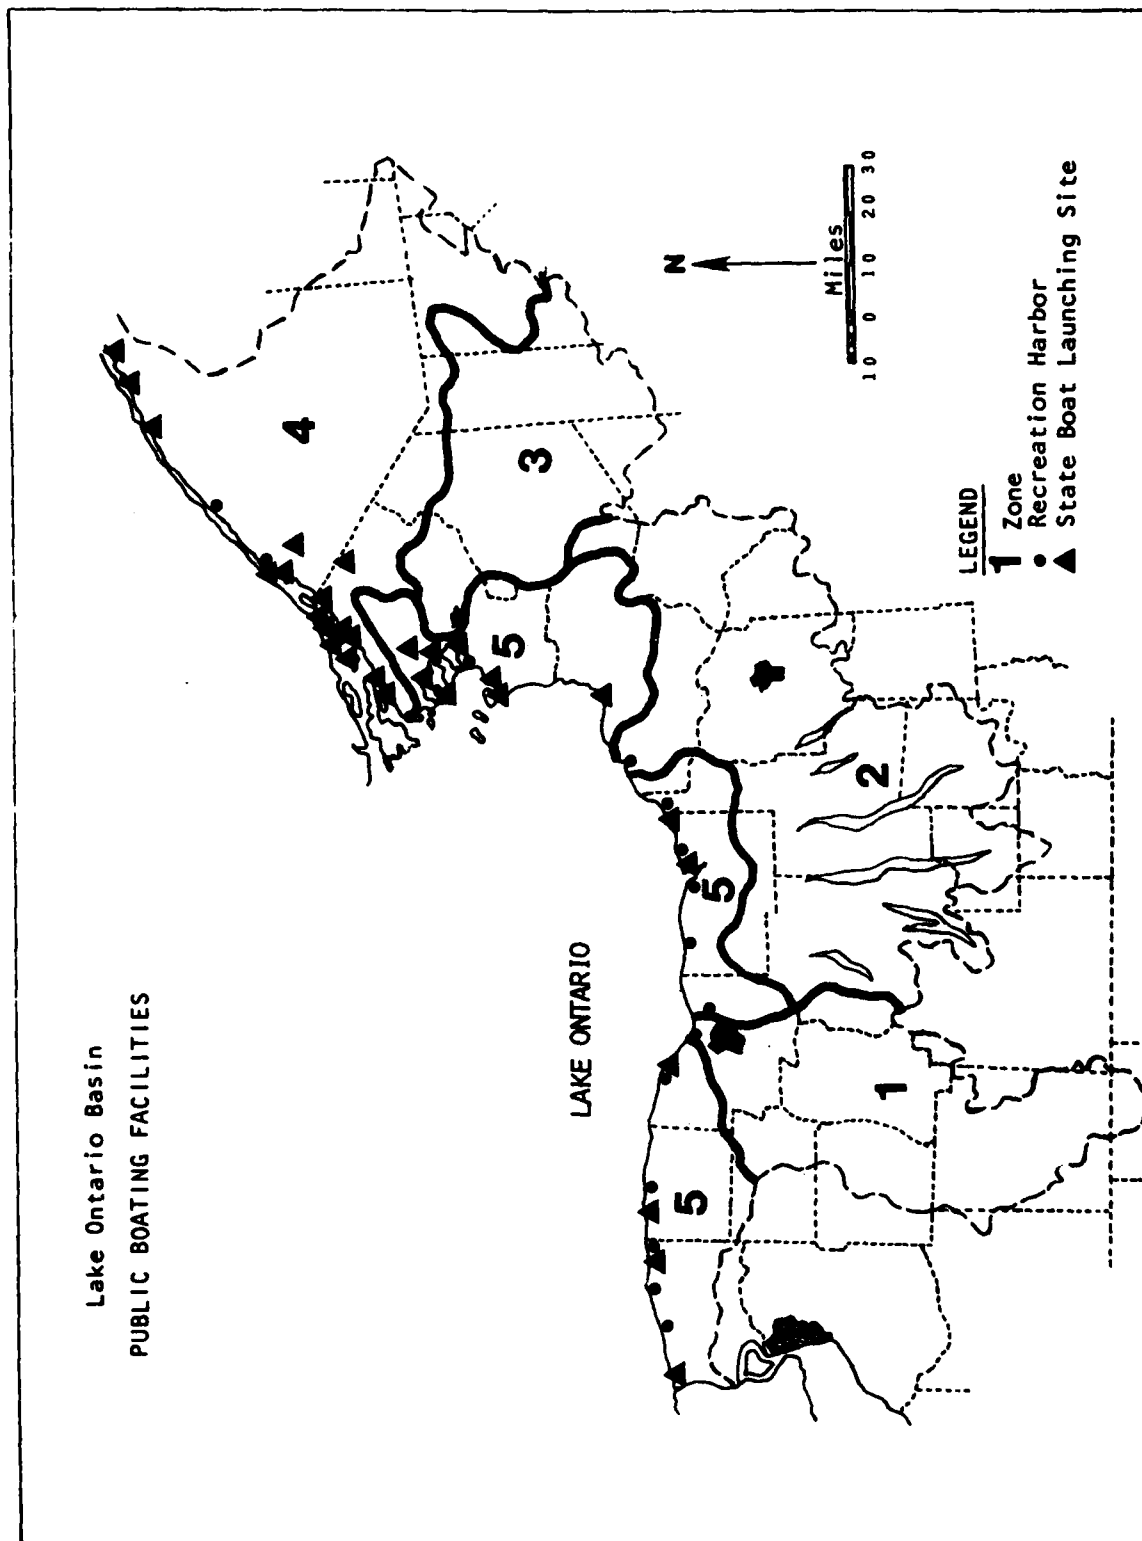 Lake Ontario Basin
PUBLIC BOATING FACILITIES
LAKE ONTARIO
4
3
5
5
5
2
1
N
Miles
10 0 10 20 30
LEGEND
1 Zone
Recreation Harbor
State Boat Launching Site